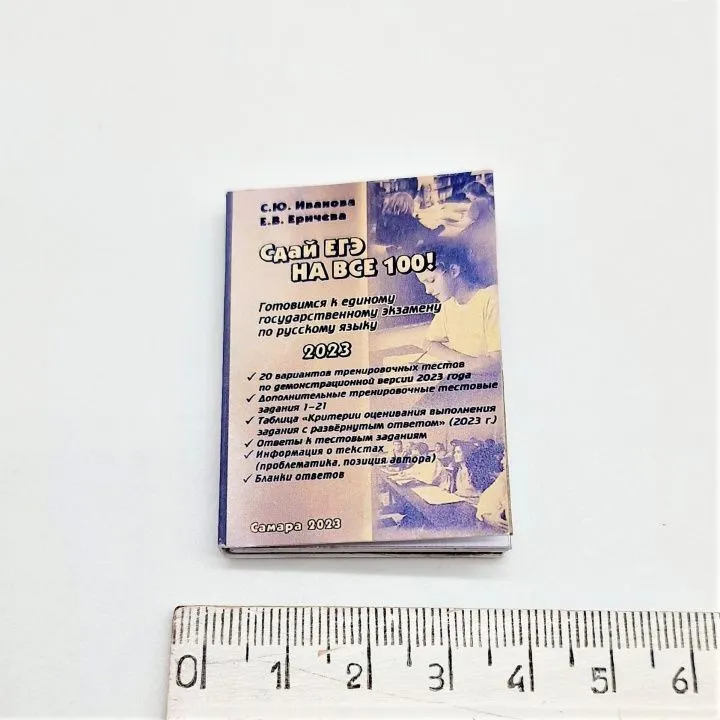 С.Ю. Иванова
Е.В. Еричева
Сдай ЕГЭ
НА ВСЕ 100!
Готовимся к единому
государственному экзамену
по русскому языку
2023
✓ 20 вариантов тренировочных тестов
по демонстрационной версии 2023 года
✓ Дополнительные тренировочные тестовые
задания 1–21
✓ Таблица «Критерии оценивания выполнения
задания с развёрнутым ответом» (2023 г.)
✓ Ответы к тестовым заданиям
✓ Информация о текстах
(проблематика, позиция автора)
✓ Бланки ответов
Самара 2023
0 1 2 3 4 5 6